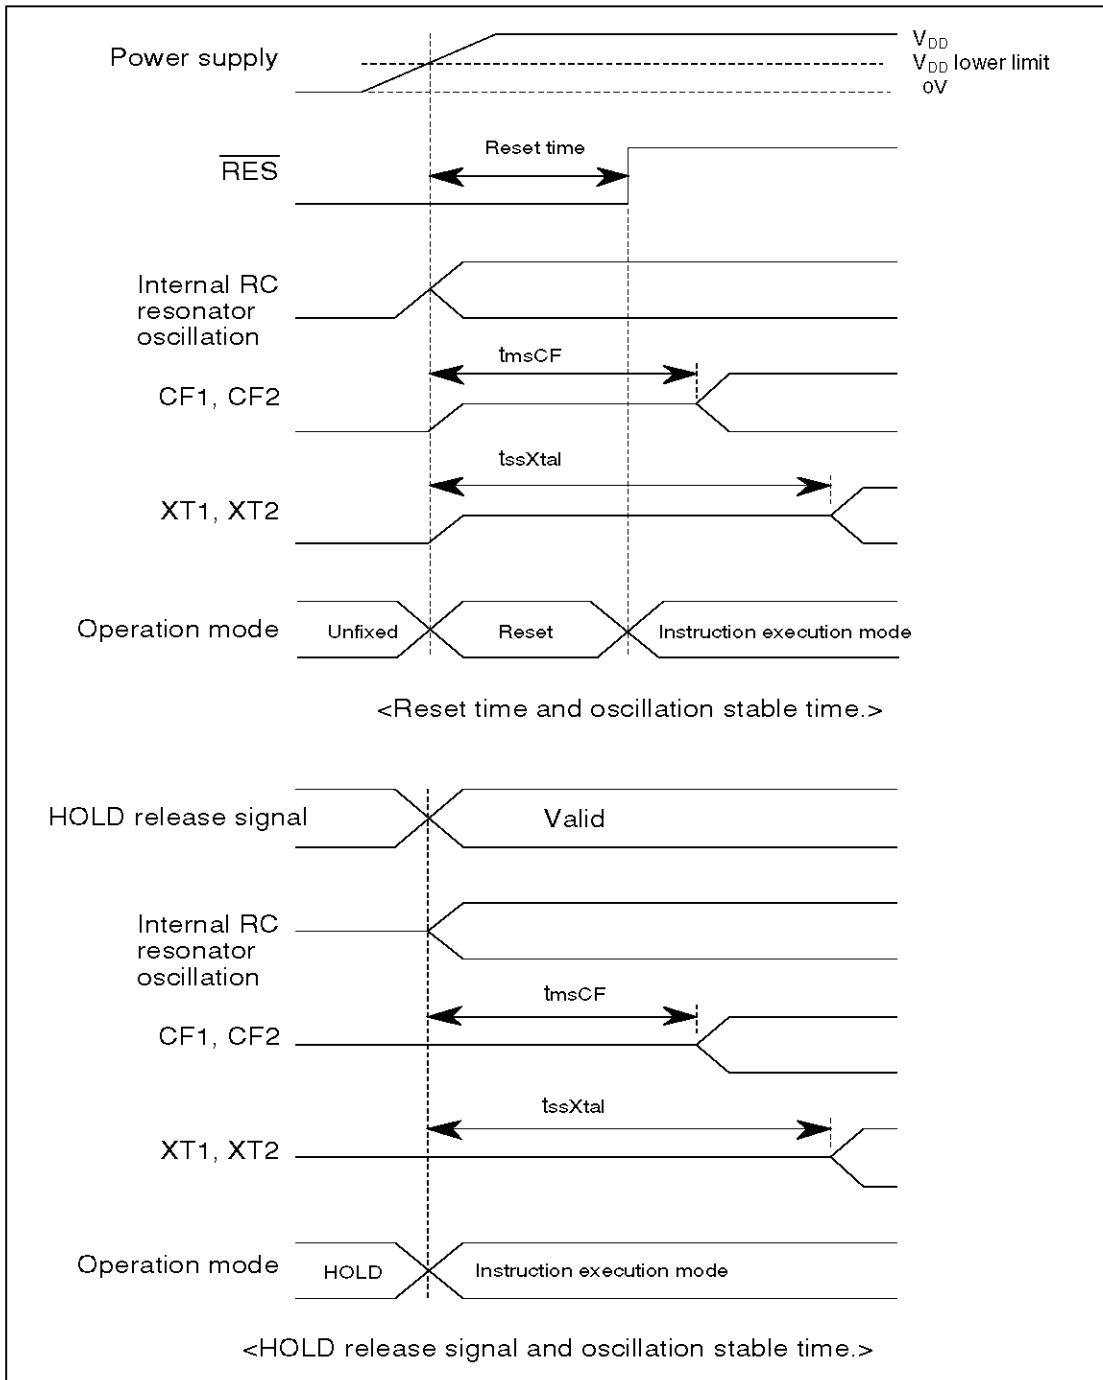 Power supply
VDD
VDD lower limit
0V
RES
Reset time
Internal RC
resonator
oscillation
tmsCF
CF1, CF2
tssXtal
XT1, XT2
Operation mode
Unfixed
Reset
Instruction execution mode
<Reset time and oscillation stable time.>
HOLD release signal
Valid
Internal RC
resonator
oscillation
tmsCF
CF1, CF2
tssXtal
XT1, XT2
Operation mode
HOLD
Instruction execution mode
<HOLD release signal and oscillation stable time.>